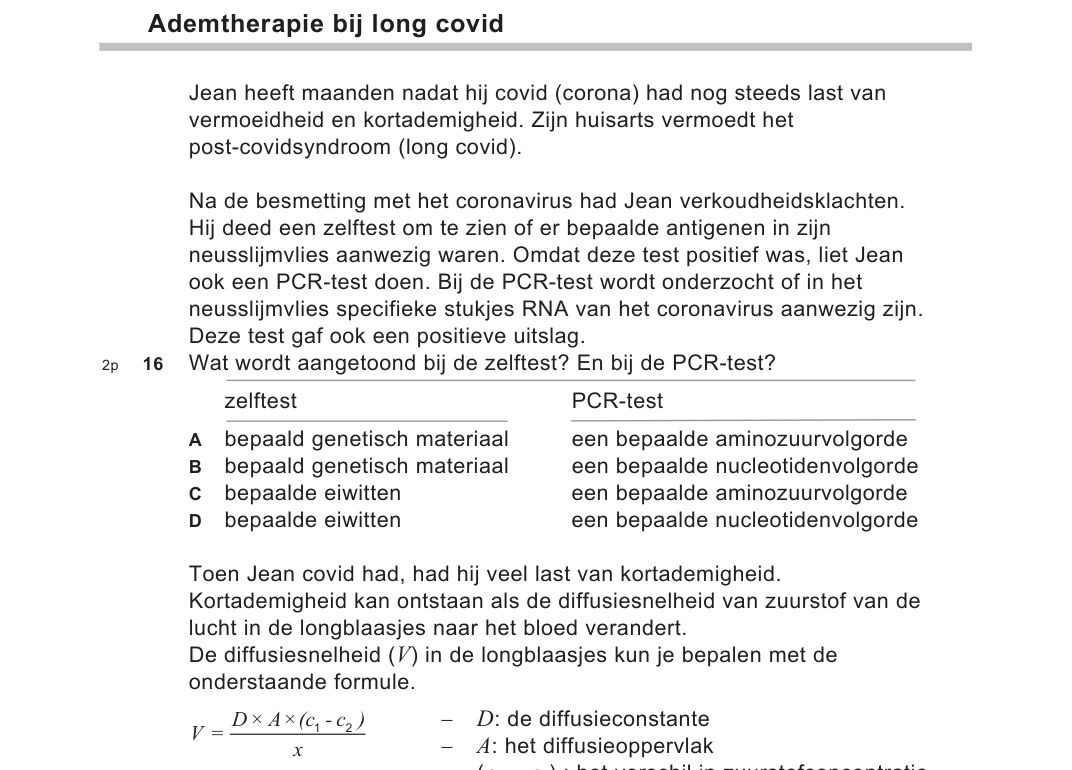 Ademtherapie bij long covid
Jean heeft maanden nadat hij covid (corona) had nog steeds last van
vermoeidheid en kortademigheid. Zijn huisarts vermoedt het
post-covidsyndroom (long covid).
Na de besmetting met het coronavirus had Jean verkoudheidsklachten.
Hij deed een zelftest om te zien of er bepaalde antigenen in zijn
neusslijmvlies aanwezig waren. Omdat deze test positief was, liet Jean
ook een PCR-test doen. Bij de PCR-test wordt onderzocht of in het
neusslijmvlies specifieke stukjes RNA van het coronavirus aanwezig zijn.
Deze test gaf ook een positieve uitslag.
2p 16 Wat wordt aangetoond bij de zelftest? En bij de PCR-test?
zelftest PCR-test
A bepaald genetisch materiaal een bepaalde aminozuurvolgorde
B bepaald genetisch materiaal een bepaalde nucleotidenvolgorde
C bepaalde eiwitten een bepaalde aminozuurvolgorde
D bepaalde eiwitten een bepaalde nucleotidenvolgorde
Toen Jean covid had, had hij veel last van kortademigheid.
Kortademigheid kan ontstaan als de diffusiesnelheid van zuurstof van de
lucht in de longblaasjes naar het bloed verandert.
De diffusiesnelheid (V) in de longblaasjes kun je bepalen met de
onderstaande formule.
V = D × A × (c₁ - c₂) / x
– D: de diffusieconstante
– A: het diffusieoppervlak